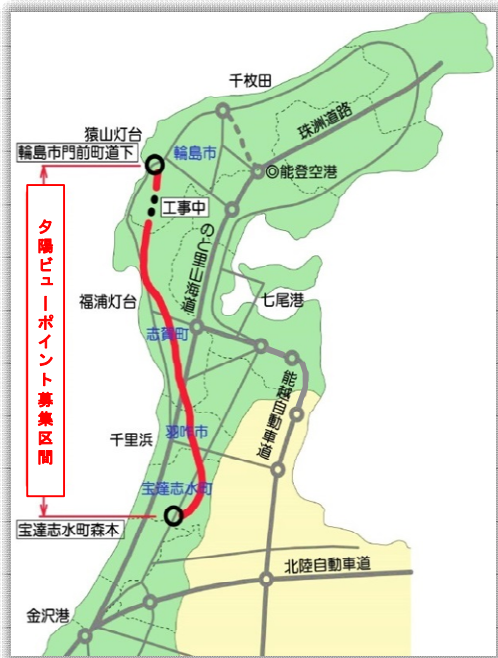 千枚田
猿山灯台
珠洲道路
輪島市門前町道下
輪島市
◎能登空港
工事中
夕陽ビューポイント募集区間
のと里山海道
福浦灯台
七尾港
志賀町
能越自動車道
千里浜
羽咋市
宝達志水町
宝達志水町森本
北陸自動車道
金沢港